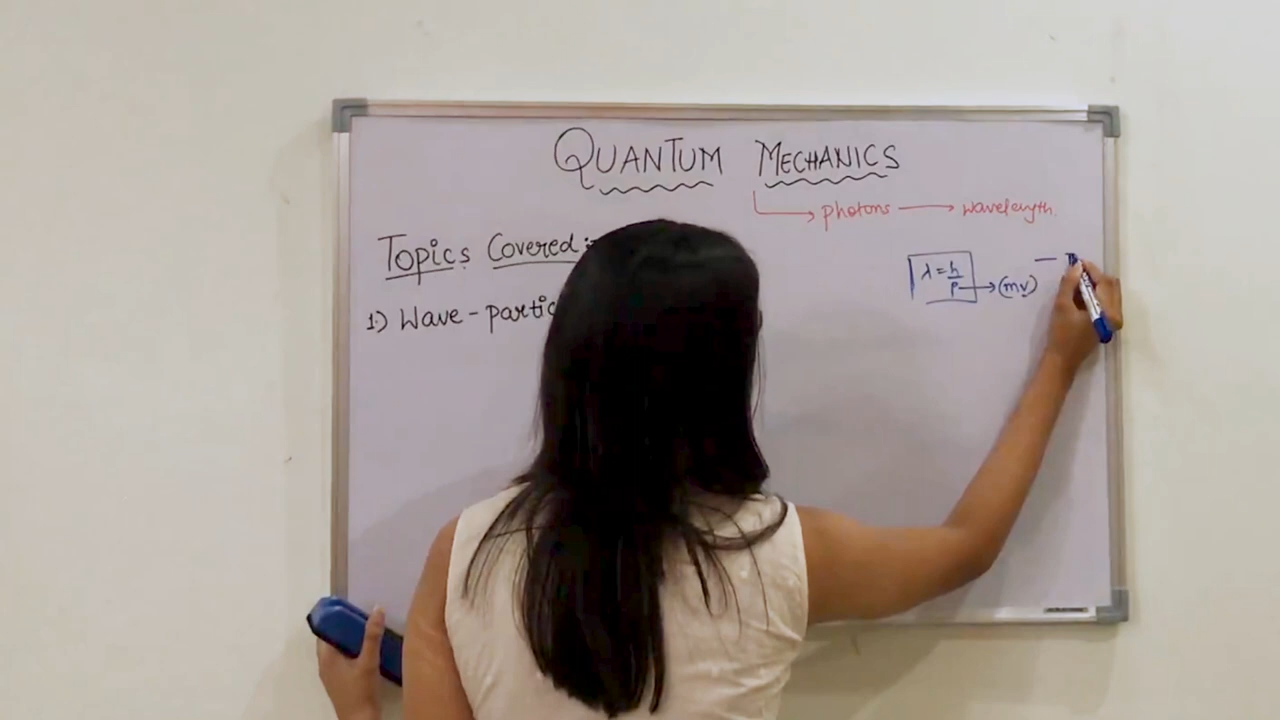 QUANTUM MECHANICS
photons → wavelength.
Topics Covered :-
λ = h/p → (mv) —
1.) Wave - partic